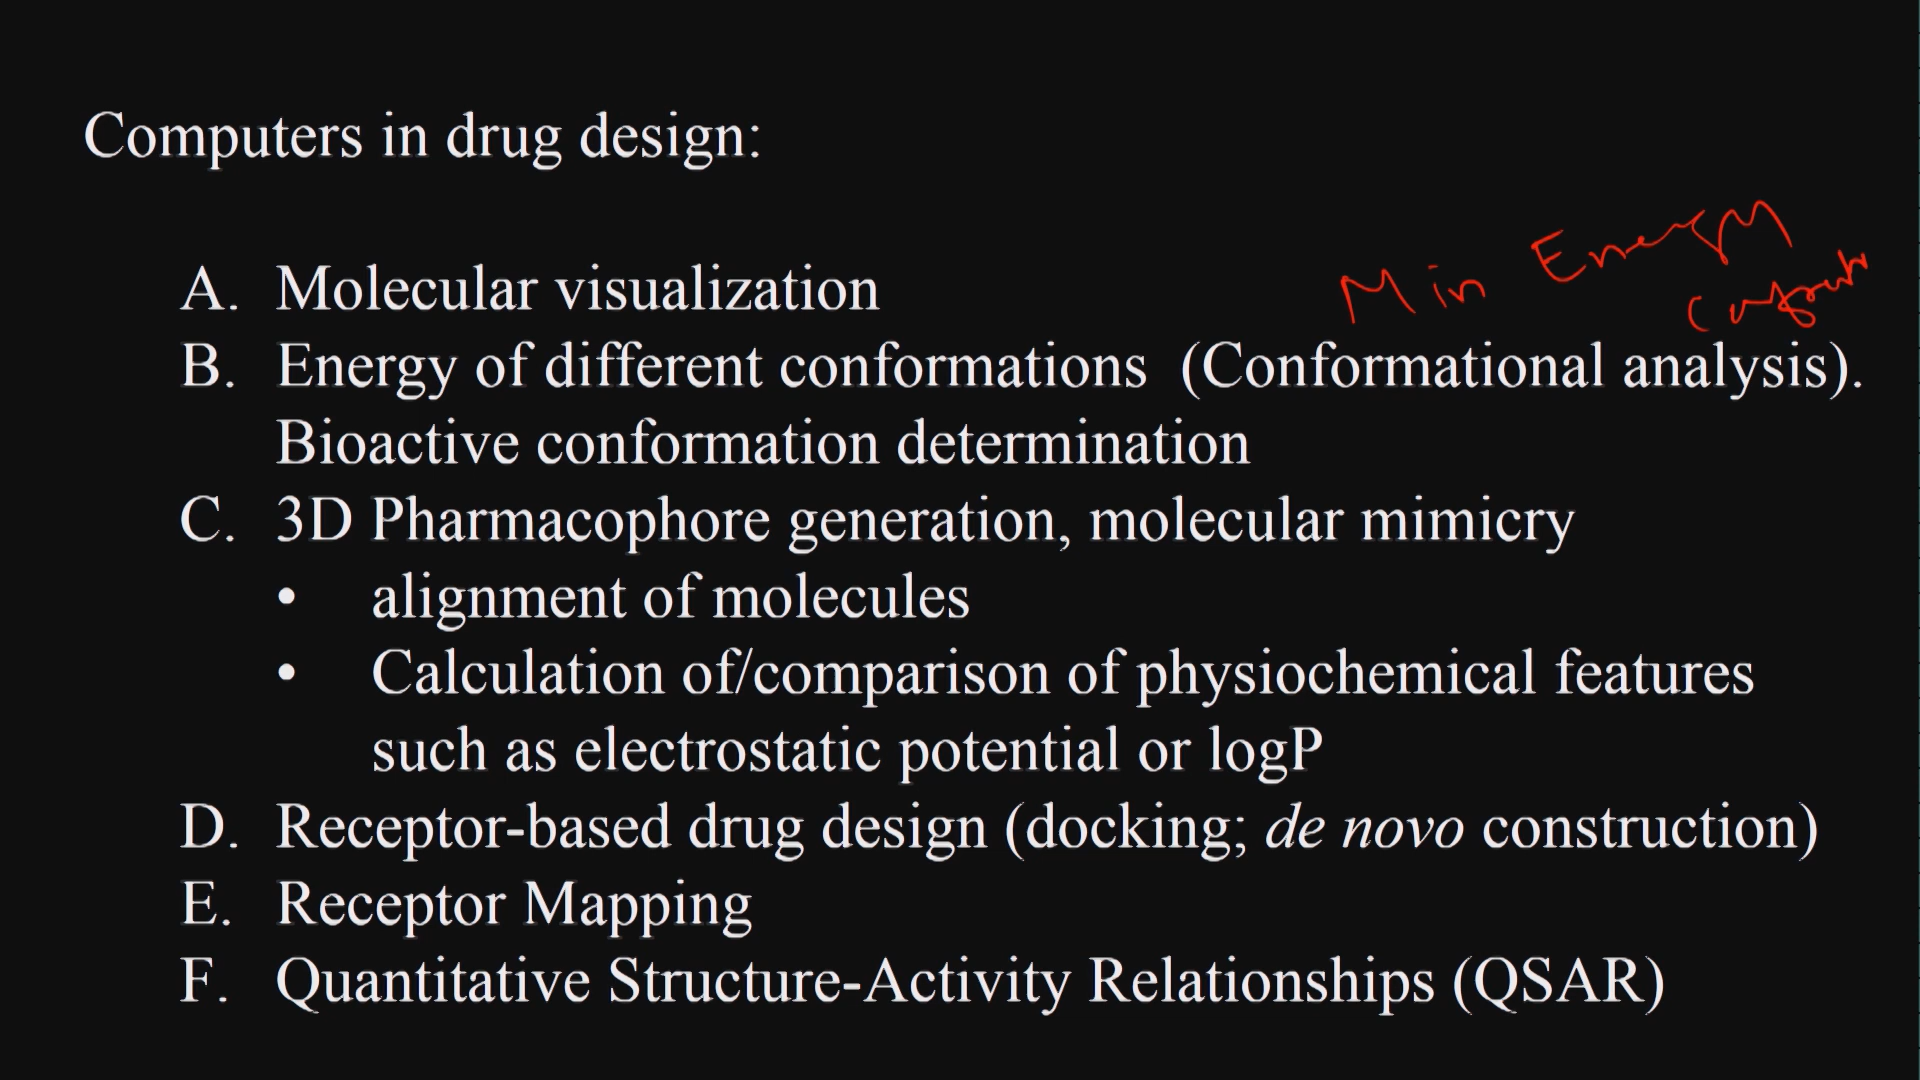 Computers in drug design:
Min Energy
A. Molecular visualization
B. Energy of different conformations (Conformational analysis).
Bioactive conformation determination
C. 3D Pharmacophore generation, molecular mimicry
• alignment of molecules
• Calculation of/comparison of physiochemical features
such as electrostatic potential or logP
D. Receptor-based drug design (docking; de novo construction)
E. Receptor Mapping
F. Quantitative Structure-Activity Relationships (QSAR)